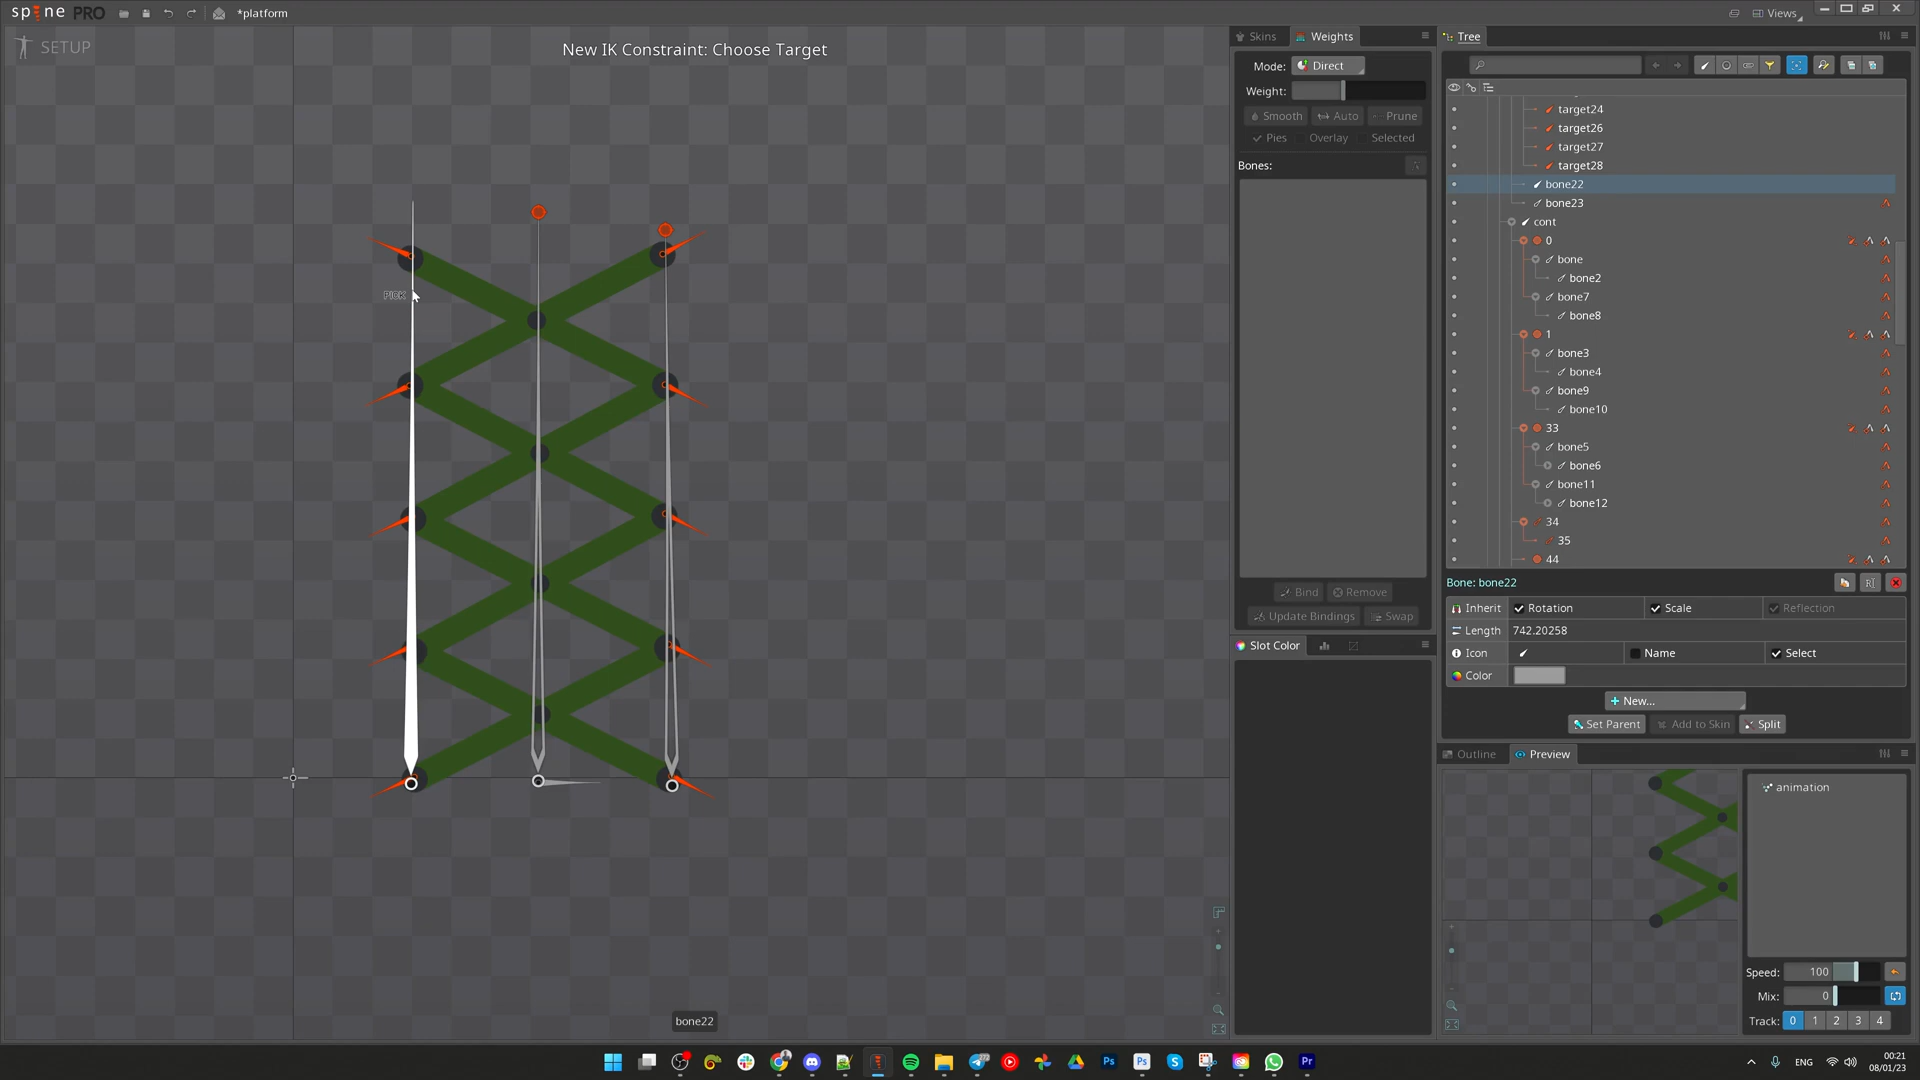 spine PRO
*platform
Views
SETUP
New IK Constraint: Choose Target
PICK
bone22
Skins
Weights
Mode:
Direct
Weight:
Smooth
Auto
Prune
Pies
Overlay
Selected
Bones:
Bind
Remove
Update Bindings
Swap
Slot Color
Tree
target24
target26
target27
target28
bone22
bone23
cont
0
bone
bone2
bone7
bone8
1
bone3
bone4
bone9
bone10
33
bone5
bone6
bone11
bone12
34
35
44
Bone: bone22
Inherit
Rotation
Scale
Reflection
Length
742.20258
Icon
Name
Select
Color
New...
Set Parent
Add to Skin
Split
Outline
Preview
animation
Speed:
100
Mix:
0
Track:
0
1
2
3
4
ENG
00:21
08/01/23